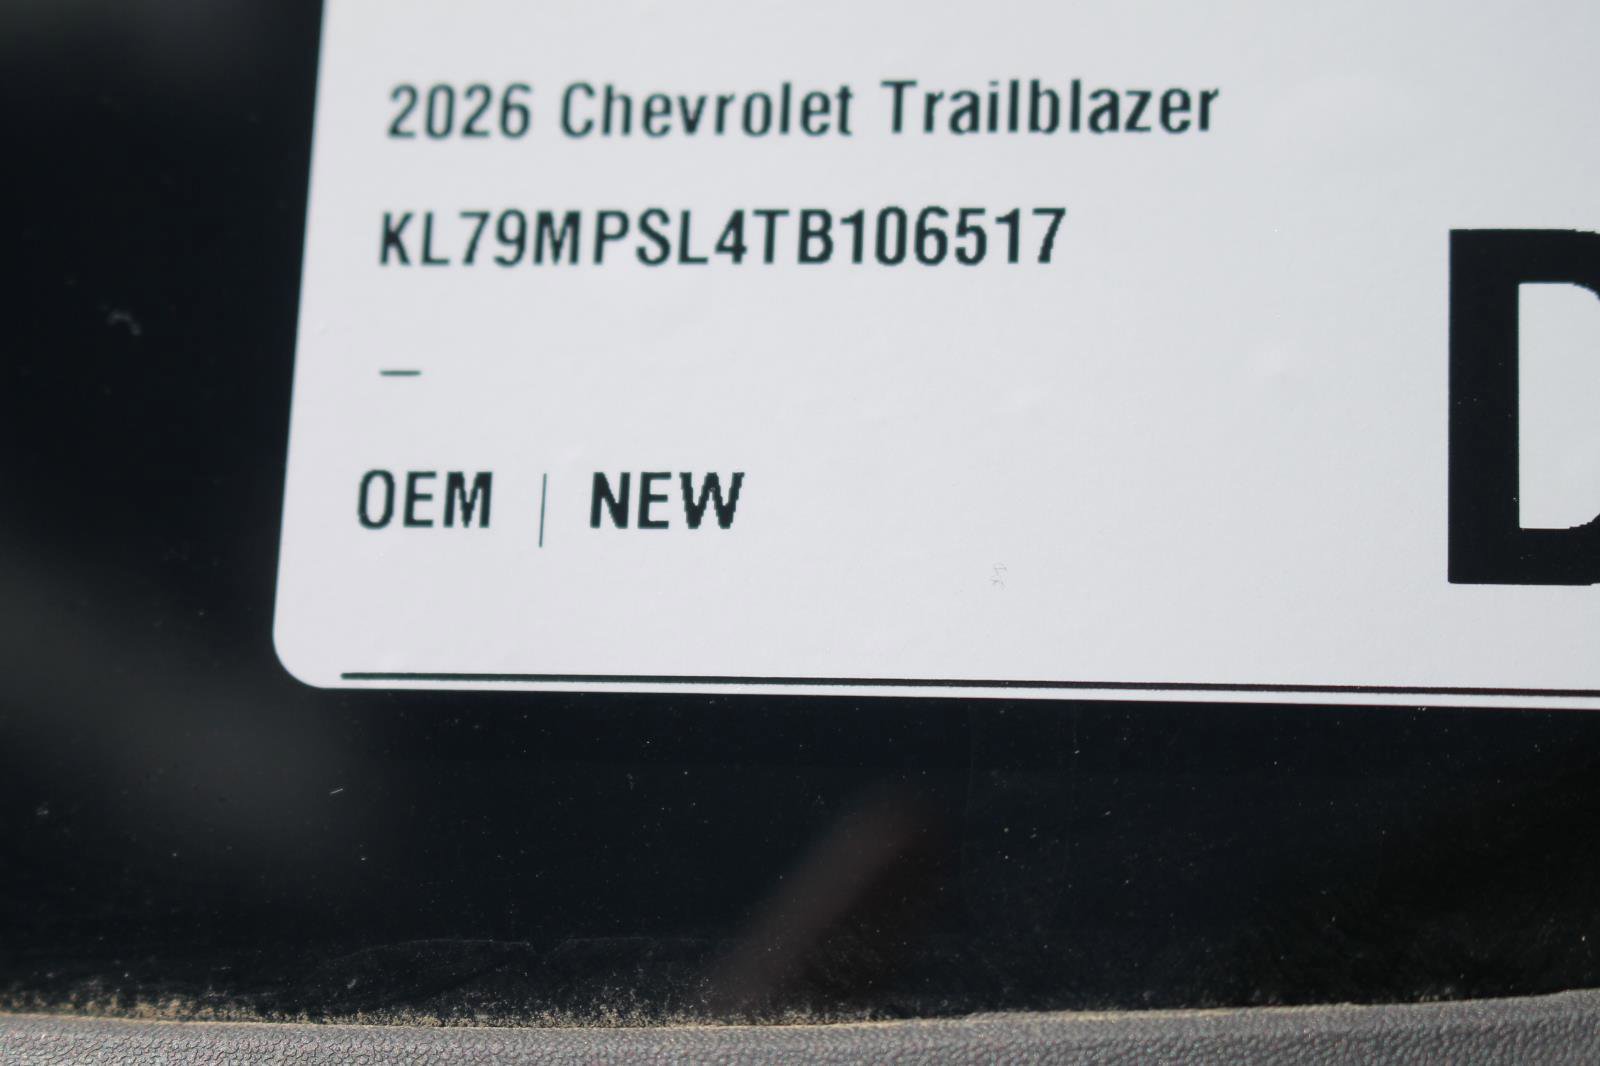 2026 Chevrolet Trailblazer
KL79MPSL4TB106517
–
OEM | NEW
D